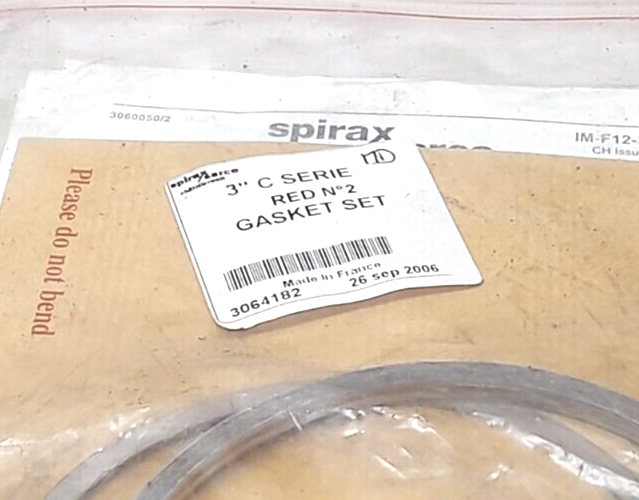 3060050/2
spirax
IM-F12-
CH Issu
spirax sarco
3" C SERIE
RED N°2
GASKET SET
Made In France
3064182 26 sep 2006
Please do not bend